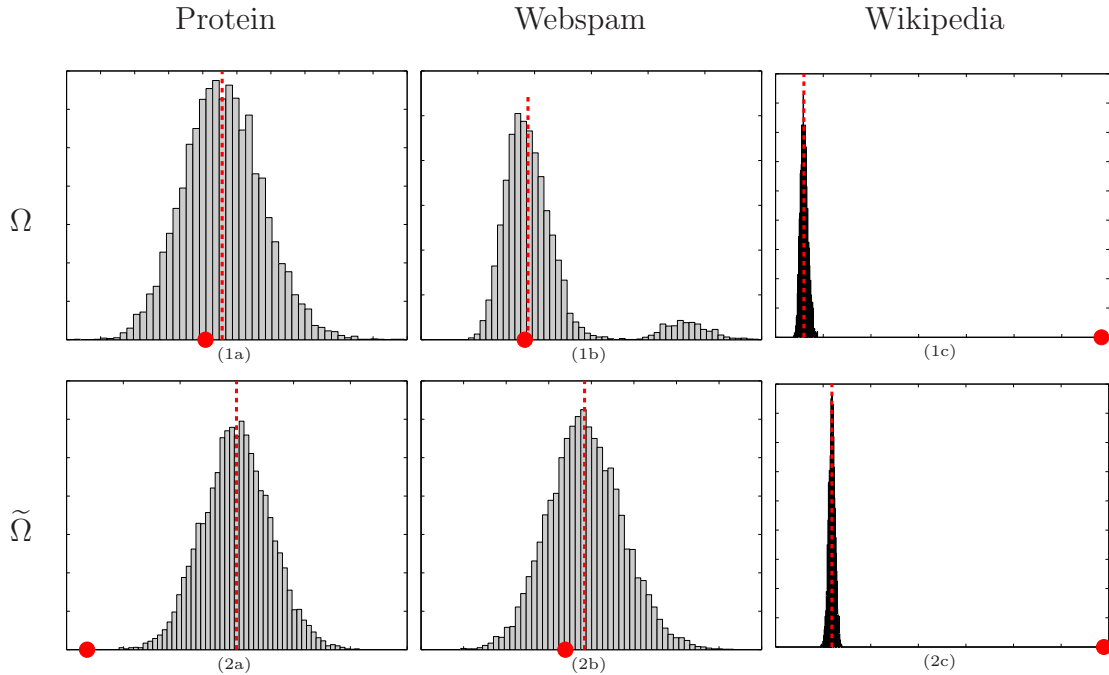 Protein Webspam Wikipedia
Ω
(1a) (1b) (1c)
Ω̃
(2a) (2b) (2c)